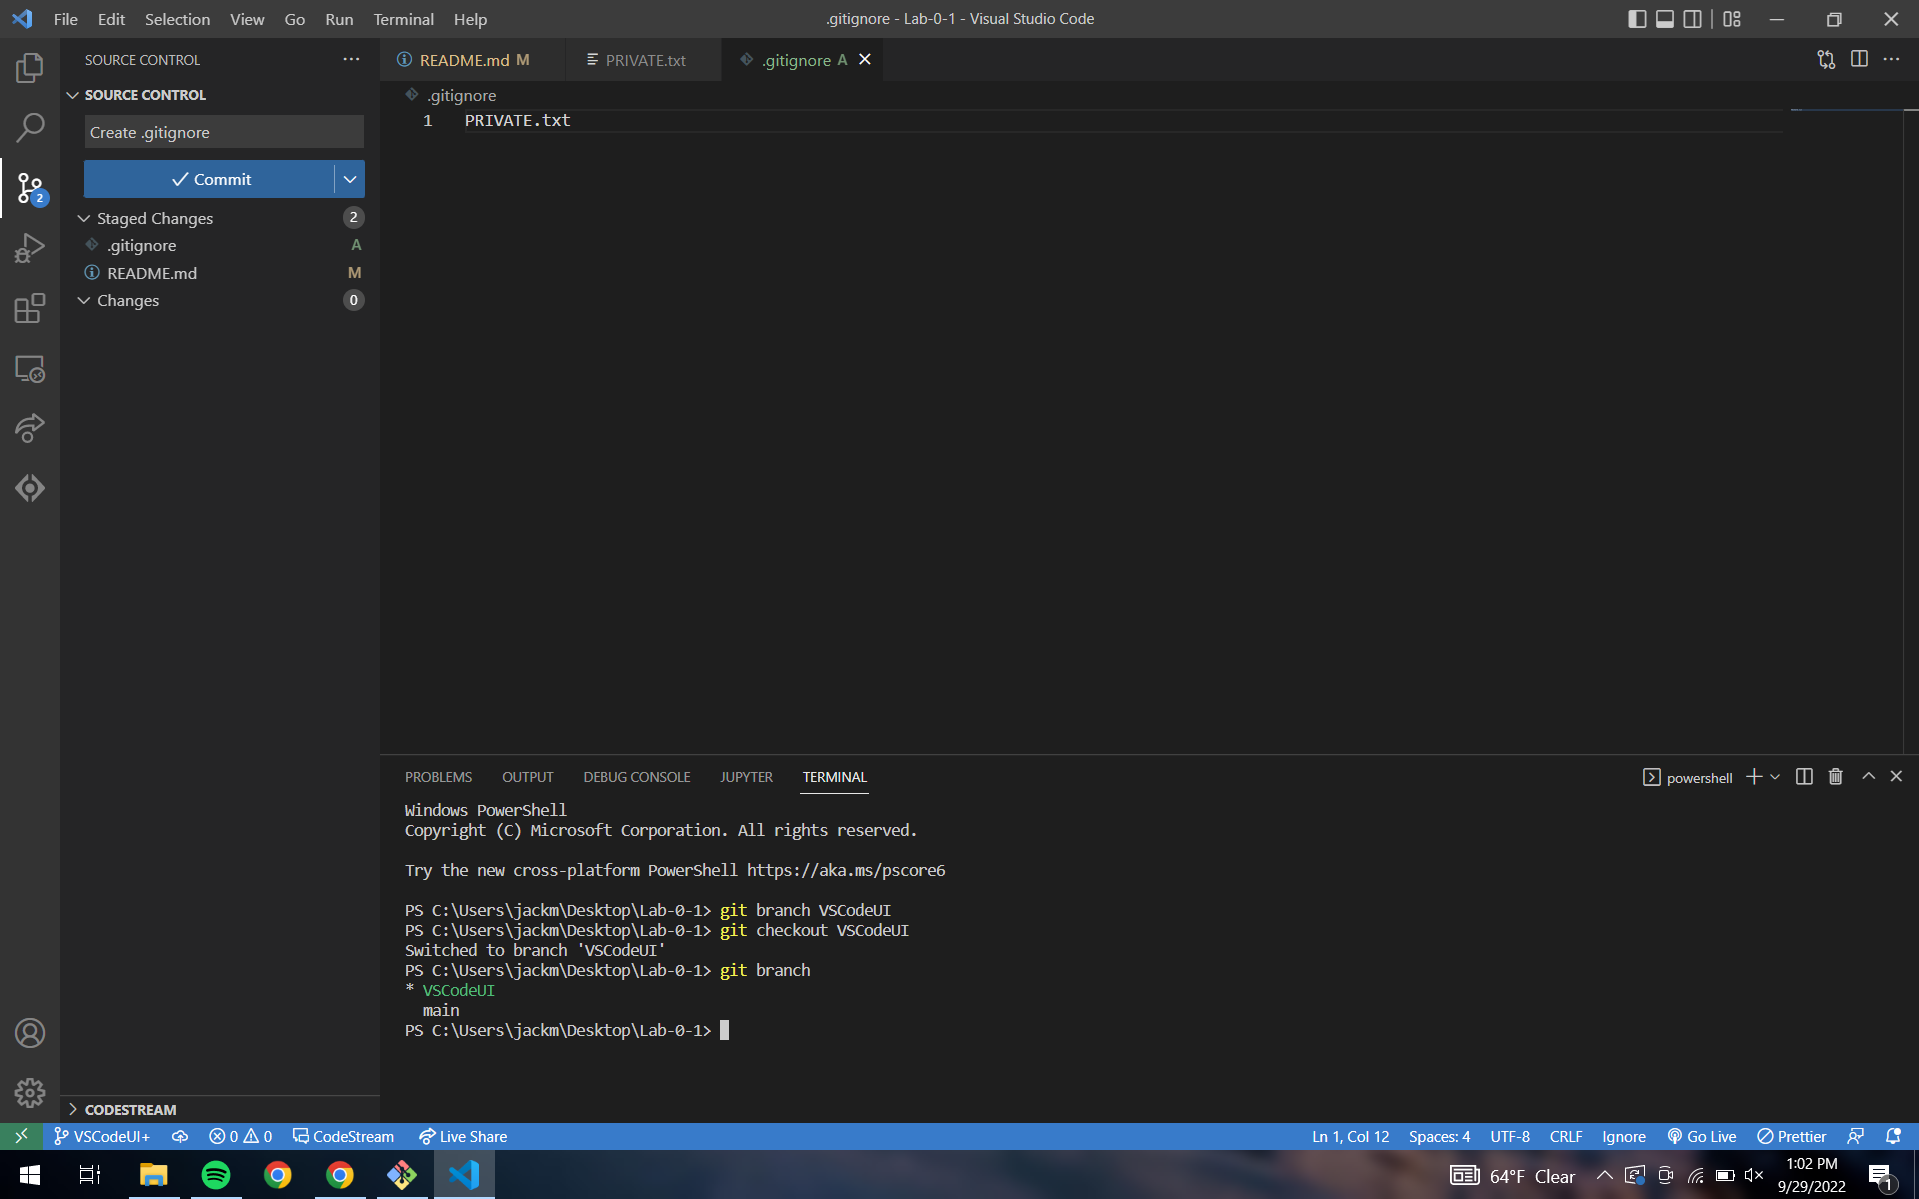 File Edit Selection View Go Run Terminal Help
.gitignore - Lab-0-1 - Visual Studio Code
SOURCE CONTROL
README.md M
PRIVATE.txt
.gitignore A
SOURCE CONTROL
.gitignore
Create .gitignore
1 PRIVATE.txt
2
Commit
Staged Changes 2
.gitignore A
README.md M
Changes 0
PROBLEMS OUTPUT DEBUG CONSOLE JUPYTER TERMINAL
powershell
Windows PowerShell
Copyright (C) Microsoft Corporation. All rights reserved.
Try the new cross-platform PowerShell https://aka.ms/pscore6
PS C:\Users\jackm\Desktop\Lab-0-1> git branch VSCodeUI
PS C:\Users\jackm\Desktop\Lab-0-1> git checkout VSCodeUI
Switched to branch 'VSCodeUI'
PS C:\Users\jackm\Desktop\Lab-0-1> git branch
* VSCodeUI
main
PS C:\Users\jackm\Desktop\Lab-0-1>
CODESTREAM
VSCodeUI+ 0 0 CodeStream Live Share
Ln 1, Col 12 Spaces: 4 UTF-8 CRLF Ignore Go Live Prettier
64°F Clear
1:02 PM
9/29/2022
1